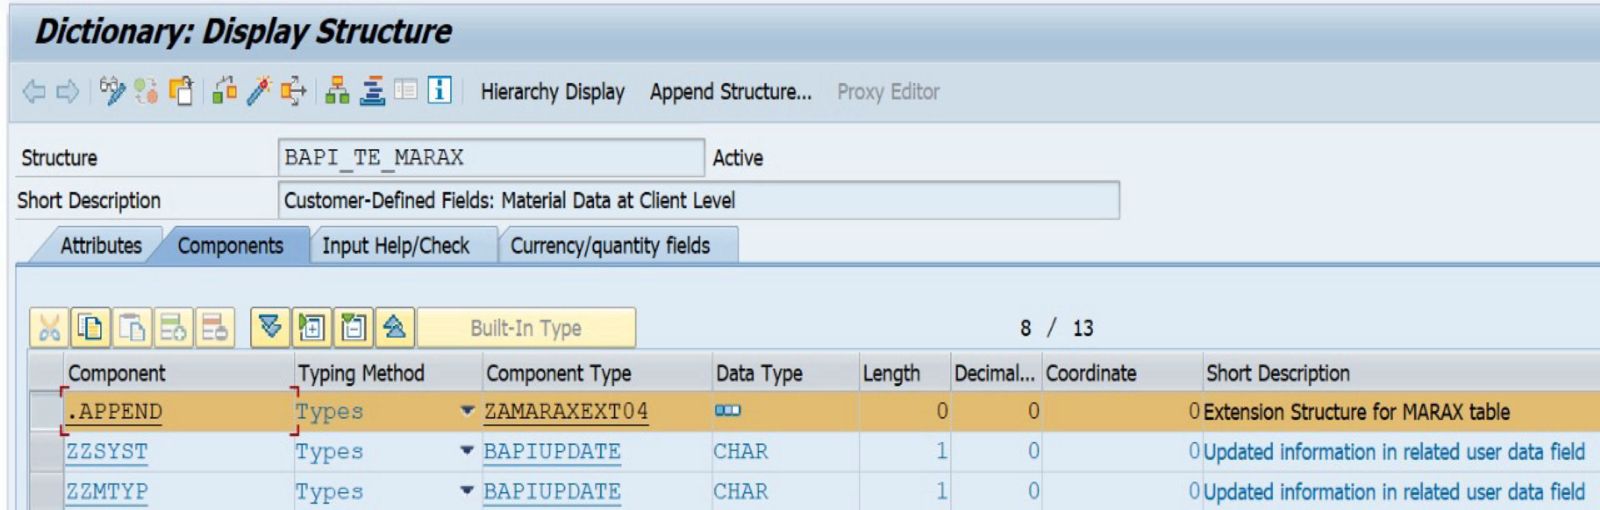 Dictionary: Display Structure
Hierarchy Display Append Structure... Proxy Editor
Structure BAPI_TE_MARAX Active
Short Description Customer-Defined Fields: Material Data at Client Level
Attributes Components Input Help/Check Currency/quantity fields
Built-In Type 8 / 13
Component Typing Method Component Type Data Type Length Decimal... Coordinate Short Description
.APPEND Types ZAMARAXEXT04 0 0 0 Extension Structure for MARAX table
ZZSYST Types BAPIUPDATE CHAR 1 0 0 Updated information in related user data field
ZZMTYP Types BAPIUPDATE CHAR 1 0 0 Updated information in related user data field